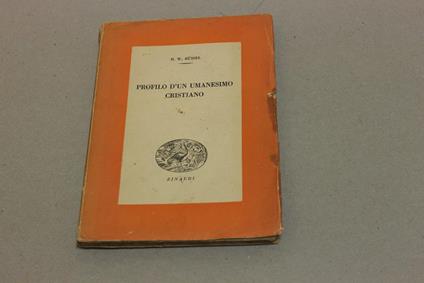 H. W. RÜSSEL
PROFILO D'UN UMANESIMO
CRISTIANO
EINAUDI